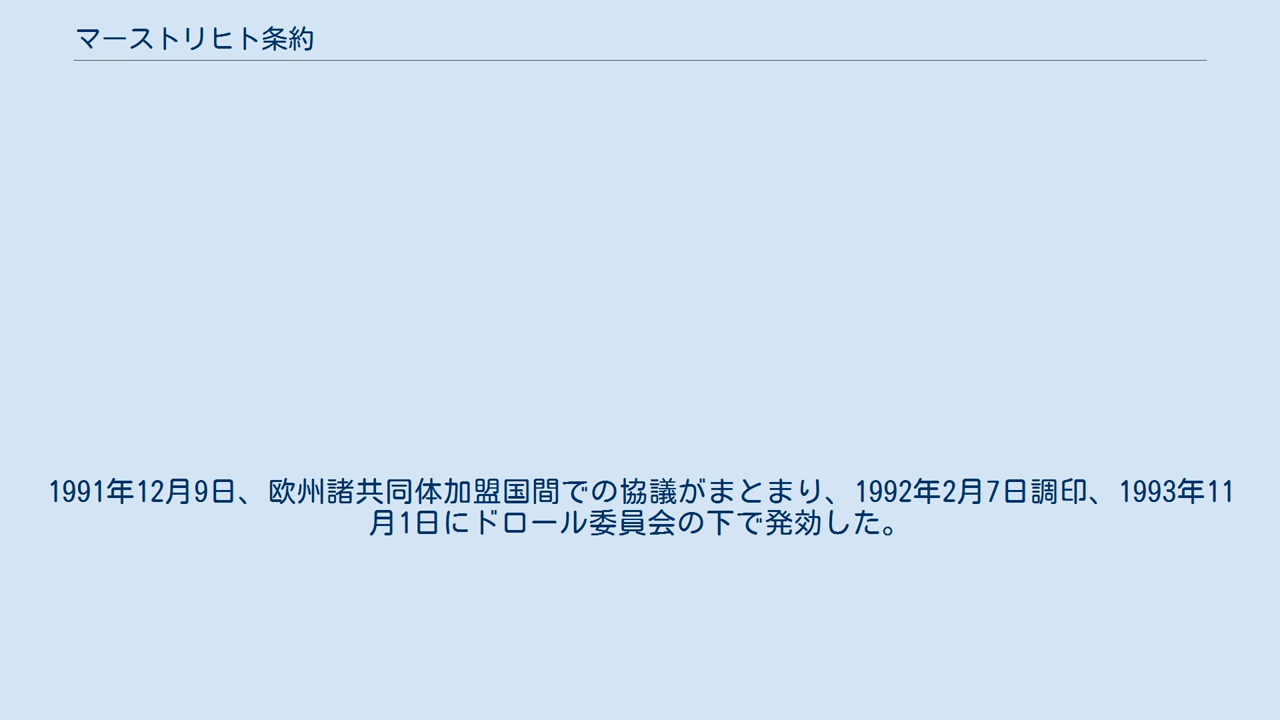 マーストリヒト条約
1991年12月9日、欧州諸共同体加盟国間での協議がまとまり、1992年2月7日調印、1993年11
月1日にドロール委員会の下で発効した。